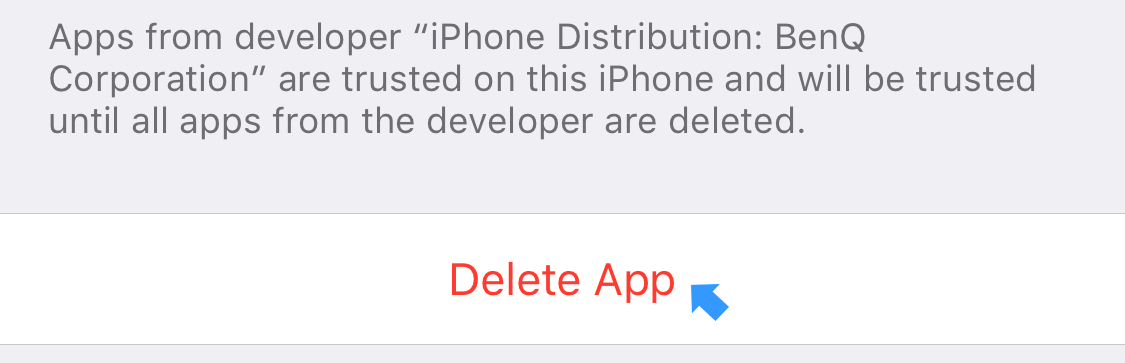 Apps from developer “iPhone Distribution: BenQ
Corporation” are trusted on this iPhone and will be trusted
until all apps from the developer are deleted.
Delete App